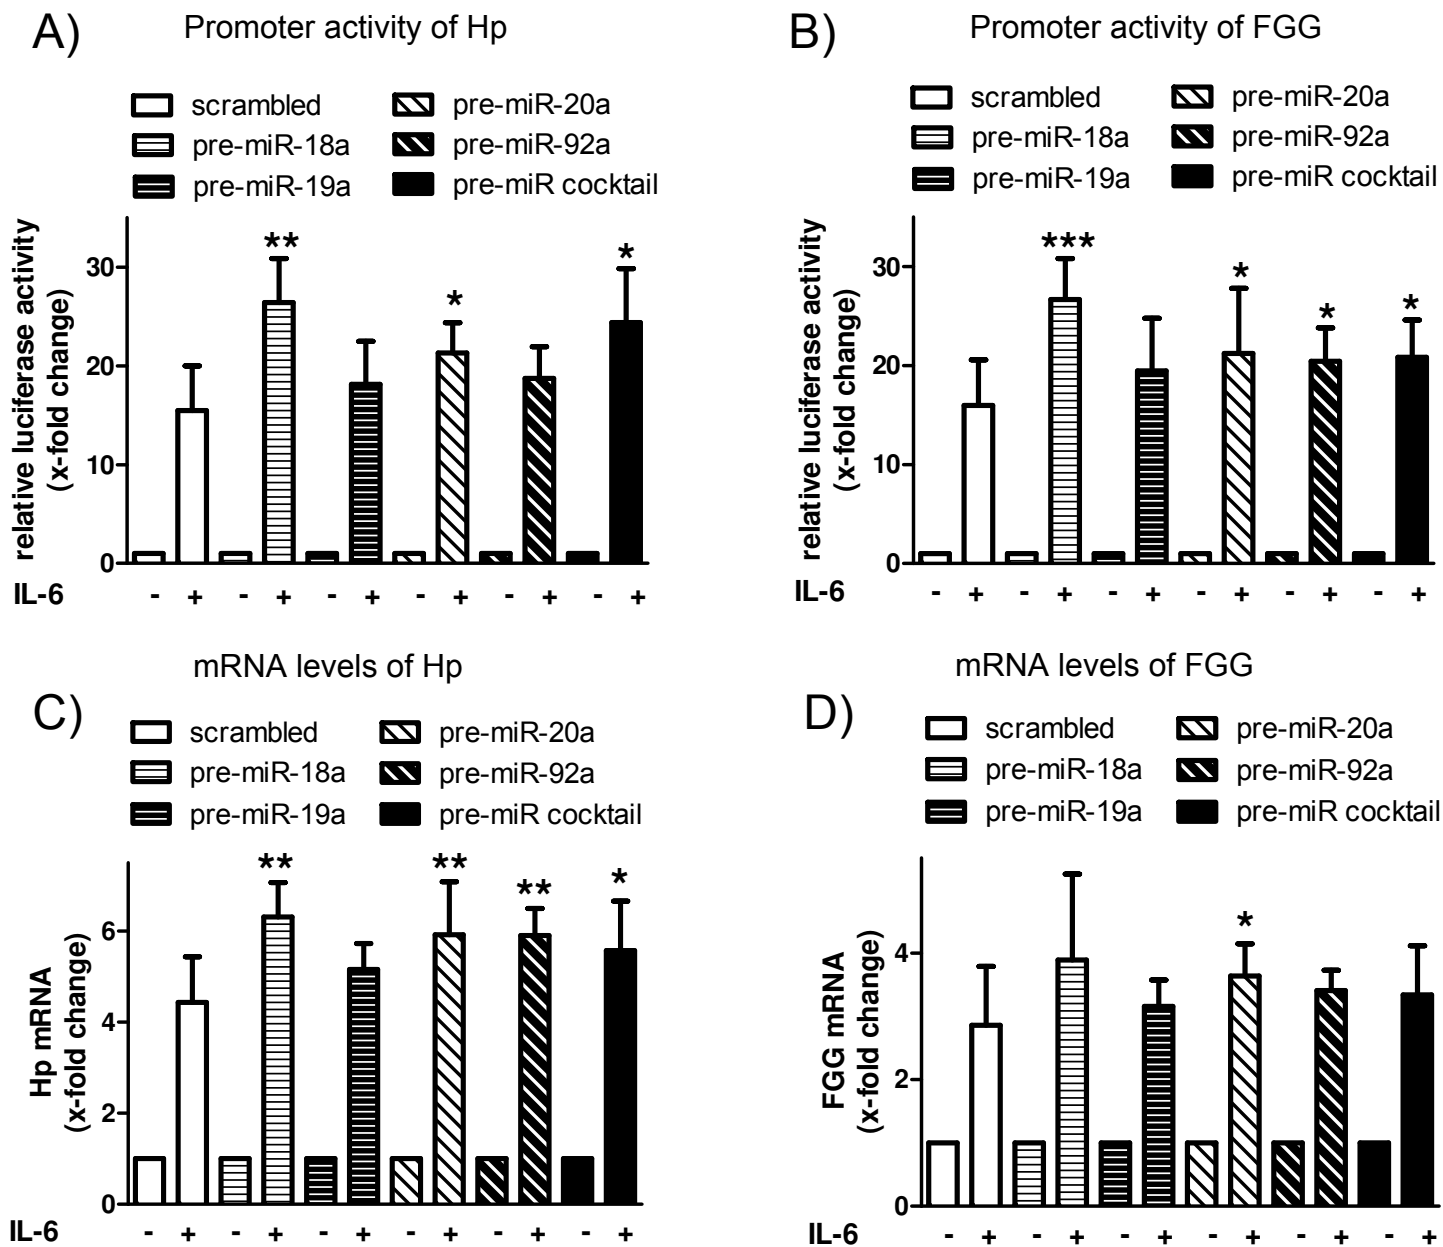 A) Promoter activity of Hp
scrambled pre-miR-20a
pre-miR-18a pre-miR-92a
pre-miR-19a pre-miR cocktail
relative luciferase activity
(x-fold change)
30
20
10
0
** * *
IL-6 - + - + - + - + - + - +
B) Promoter activity of FGG
scrambled pre-miR-20a
pre-miR-18a pre-miR-92a
pre-miR-19a pre-miR cocktail
relative luciferase activity
(x-fold change)
30
20
10
0
*** * * *
IL-6 - + - + - + - + - + - +
C) mRNA levels of Hp
scrambled pre-miR-20a
pre-miR-18a pre-miR-92a
pre-miR-19a pre-miR cocktail
Hp mRNA
(x-fold change)
6
4
2
0
** ** ** *
IL-6 - + - + - + - + - + - +
D) mRNA levels of FGG
scrambled pre-miR-20a
pre-miR-18a pre-miR-92a
pre-miR-19a pre-miR cocktail
FGG mRNA
(x-fold change)
4
2
0
*
IL-6 - + - + - + - + - + - +